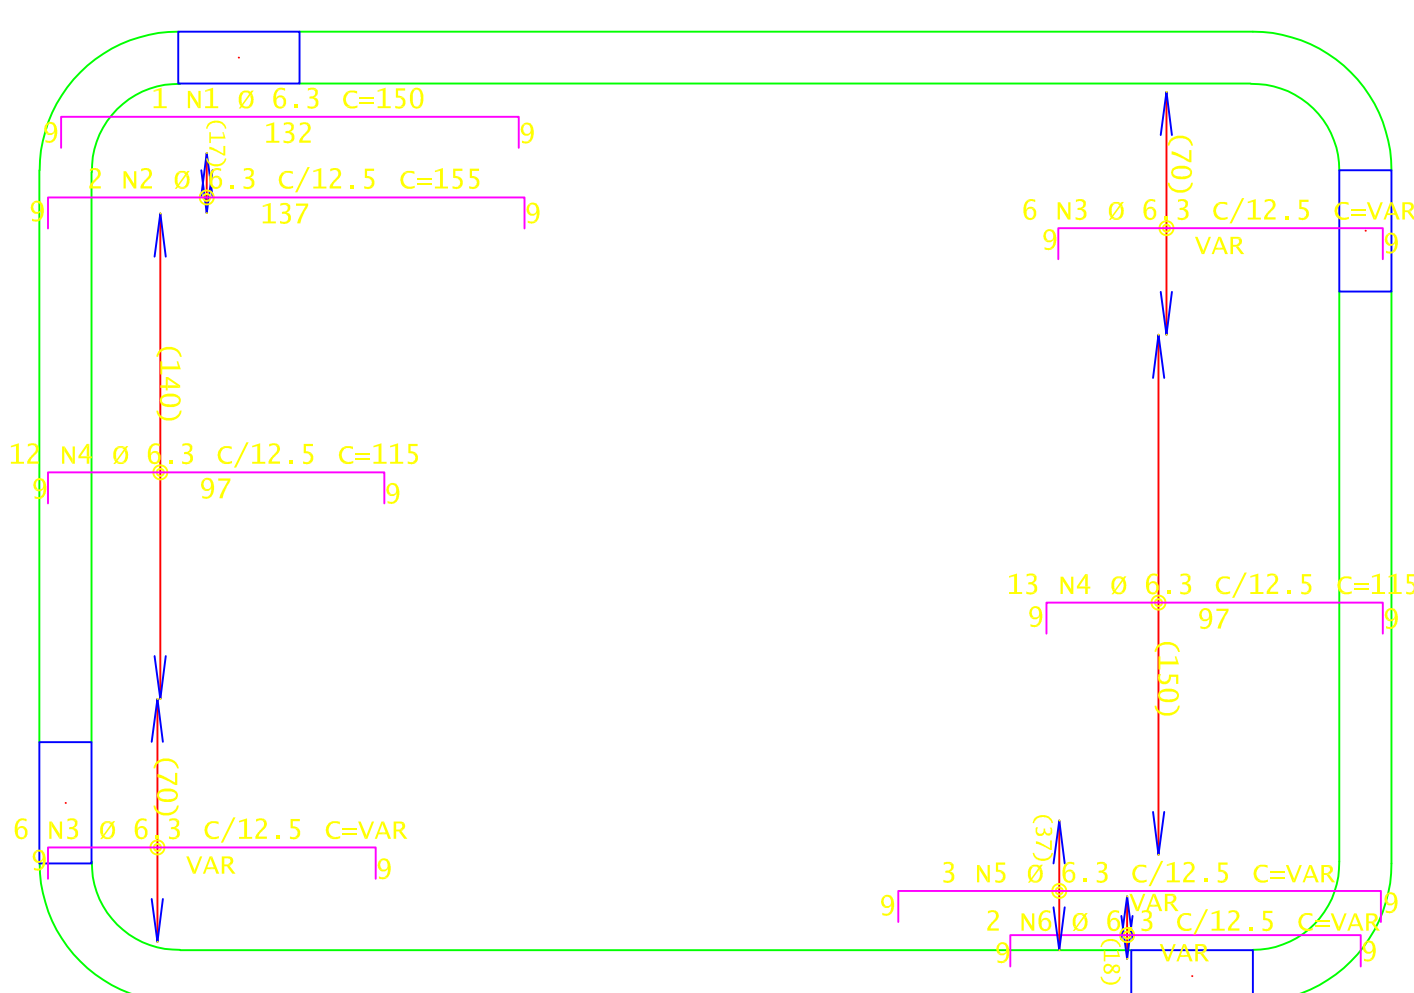 1 N1 Ø 6.3 C=150
9 132 9
(17)
2 N2 Ø 6.3 C/12.5 C=155
9 137 9
(70)
6 N3 Ø 6.3 C/12.5 C=VAR
9 VAR 9
(140)
12 N4 Ø 6.3 C/12.5 C=115
9 97 9
13 N4 Ø 6.3 C/12.5 C=115
9 97 9
(150)
(70)
6 N3 Ø 6.3 C/12.5 C=VAR
9 VAR 9
(37)
3 N5 Ø 6.3 C/12.5 C=VAR
9 VAR 9
2 N6 Ø 6.3 C/12.5 C=VAR
9 VAR 9
(18)